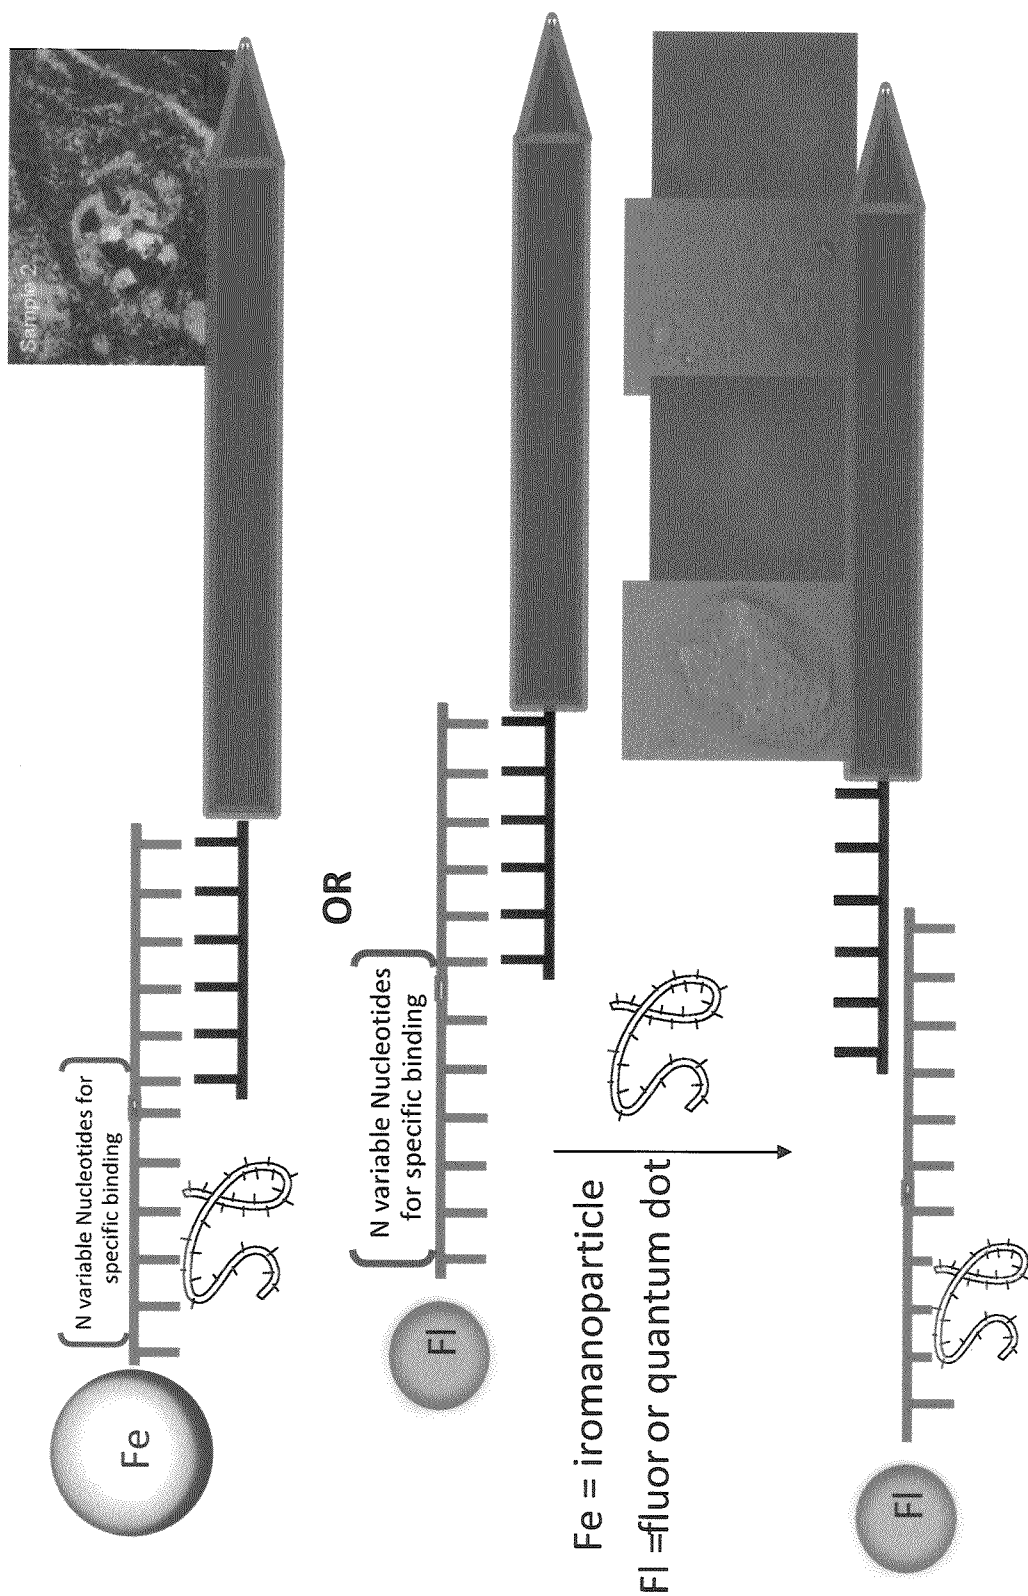 Sample 2
Fe
N variable Nucleotides for
specific binding
OR
Fl
N variable Nucleotides
for specific binding
Fe = iromanoparticle
Fl =fluor or quantum dot
Fl